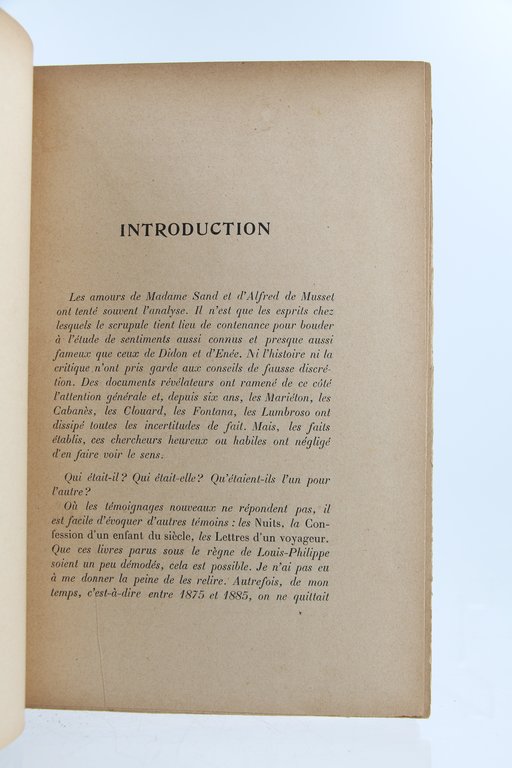 INTRODUCTION
Les amours de Madame Sand et d'Alfred de Musset
ont tenté souvent l'analyse. Il n'est que les esprits chez
lesquels le scrupule tient lieu de contenance pour bouder
à l'étude de sentiments aussi connus et presque aussi
fameux que ceux de Didon et d'Enée. Ni l'histoire ni la
critique n'ont pris garde aux conseils de fausse discré-
tion. Des documents révélateurs ont ramené de ce côté
l'attention générale et, depuis six ans, les Mariéton, les
Cabanès, les Clouard, les Fontana, les Lumbroso ont
dissipé toutes les incertitudes de fait. Mais, les faits
établis, ces chercheurs heureux ou habiles ont négligé
d'en faire voir le sens.
Qui était-il? Qui était-elle? Qu'étaient-ils l'un pour
l'autre?
Où les témoignages nouveaux ne répondent pas, il
est facile d'évoquer d'autres témoins : les Nuits, la Con-
fession d'un enfant du siècle, les Lettres d'un voyageur.
Que ces livres parus sous le règne de Louis-Philippe
soient un peu démodés, cela est possible. Je n'ai pas eu
à me donner la peine de les relire. Autrefois, de mon
temps, c'est-à-dire entre 1875 et 1885, on ne quittait